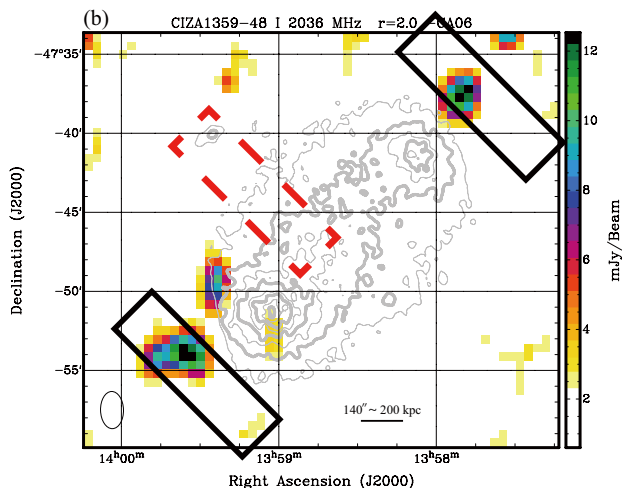 (b)
CIZA1359-48 I 2036 MHz r=2.0 -CA06
-47°35'
40'
45'
50'
55'
Declination (J2000)
140″~ 200 kpc
14ʰ00ᵐ
13ʰ59ᵐ
13ʰ58ᵐ
Right Ascension (J2000)
12
10
8
6
4
2
mJy/Beam